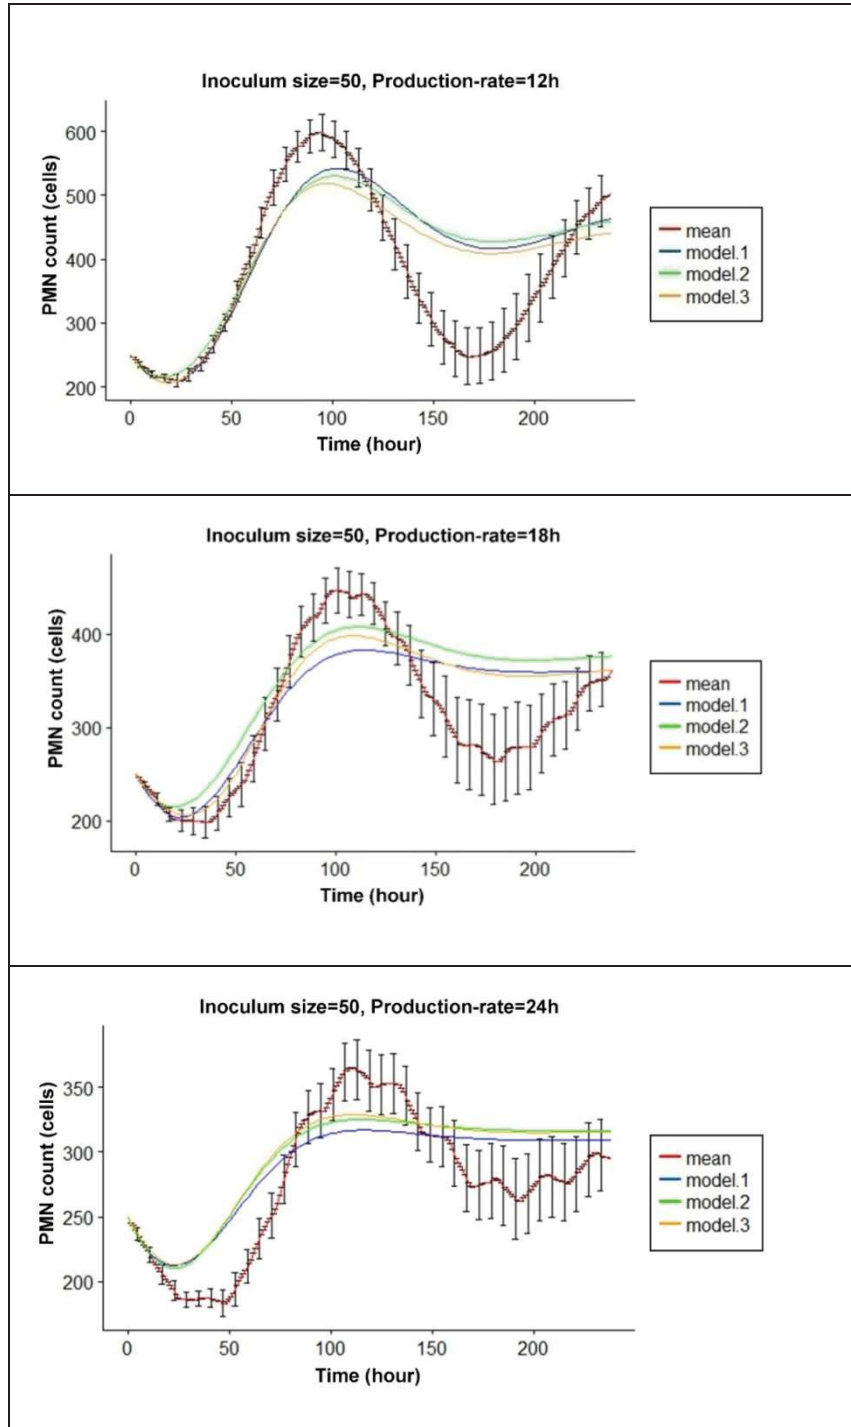 Inoculum size=50, Production-rate=12h
PMN count (cells)
600
500
400
300
200
0 50 100 150 200
Time (hour)
mean
model.1
model.2
model.3
Inoculum size=50, Production-rate=18h
PMN count (cells)
400
300
200
0 50 100 150 200
Time (hour)
mean
model.1
model.2
model.3
Inoculum size=50, Production-rate=24h
PMN count (cells)
350
300
250
200
0 50 100 150 200
Time (hour)
mean
model.1
model.2
model.3